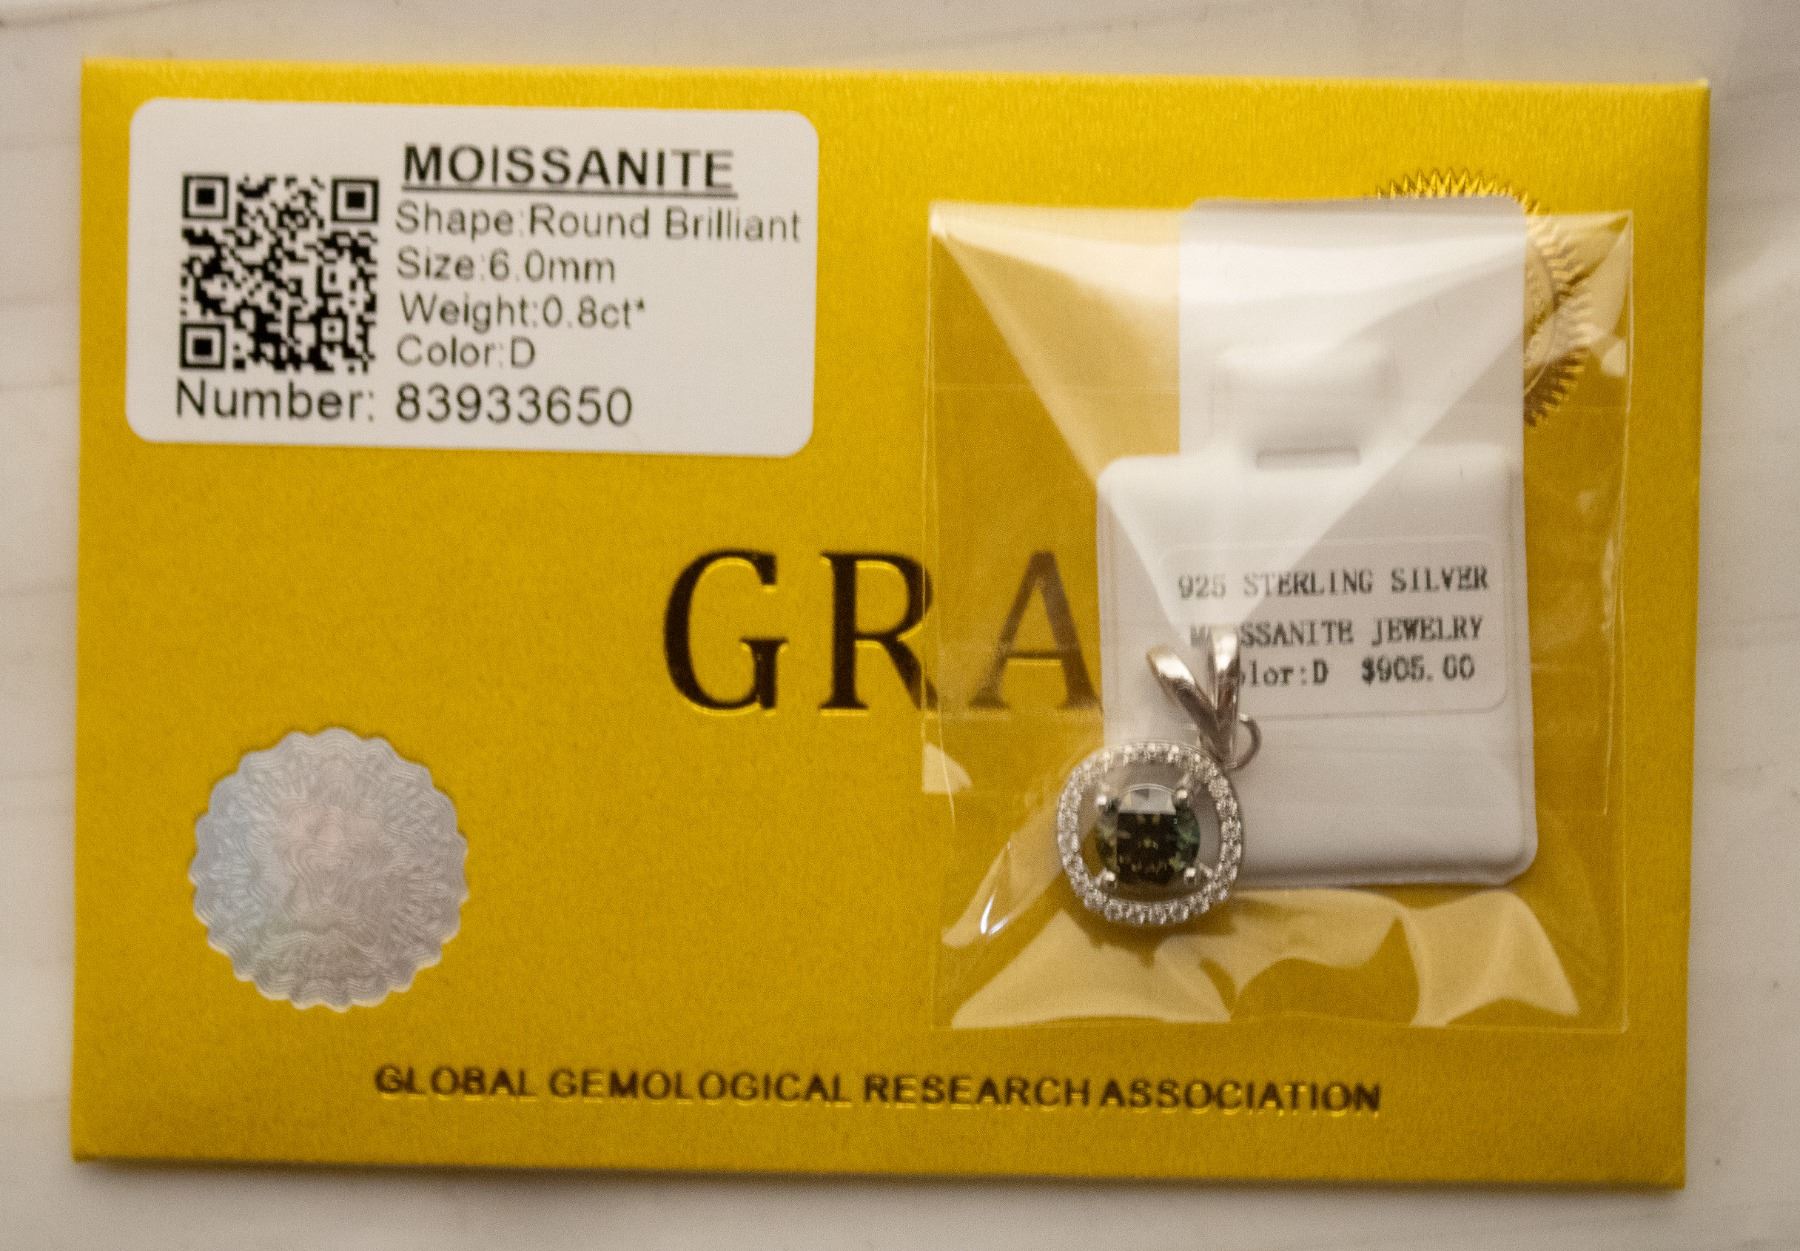 MOISSANITE
Shape:Round Brilliant
Size:6.0mm
Weight:0.8ct*
Color:D
Number: 83933650
GRA
925 STERLING SILVER
JEWELRY
$905.00
GLOBAL GEMOLOGICAL RESEARCH ASSOCIATION